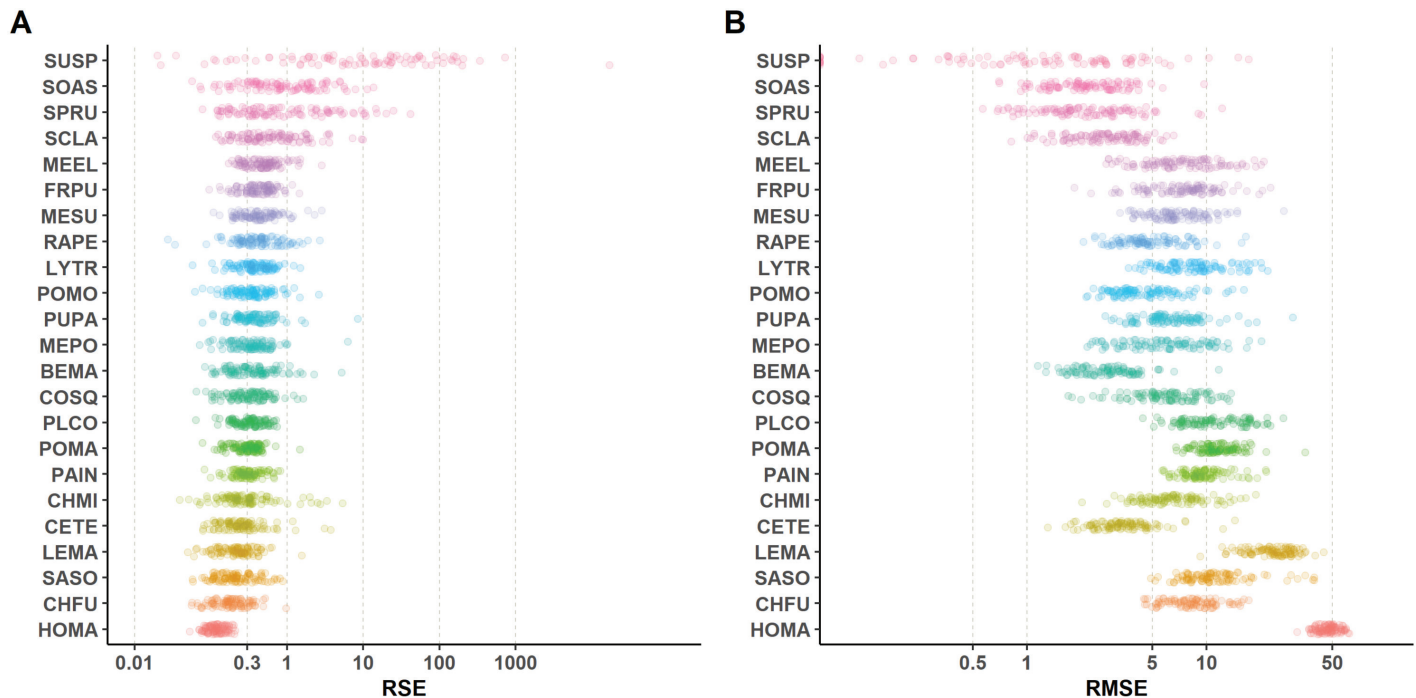 A
SUSP
SOAS
SPRU
SCLA
MEEL
FRPU
MESU
RAPE
LYTR
POMO
PUPA
MEPO
BEMA
COSQ
PLCO
POMA
PAIN
CHMI
CETE
LEMA
SASO
CHFU
HOMA
0.01 0.3 1 10 100 1000
RSE
B
SUSP
SOAS
SPRU
SCLA
MEEL
FRPU
MESU
RAPE
LYTR
POMO
PUPA
MEPO
BEMA
COSQ
PLCO
POMA
PAIN
CHMI
CETE
LEMA
SASO
CHFU
HOMA
0.5 1 5 10 50
RMSE